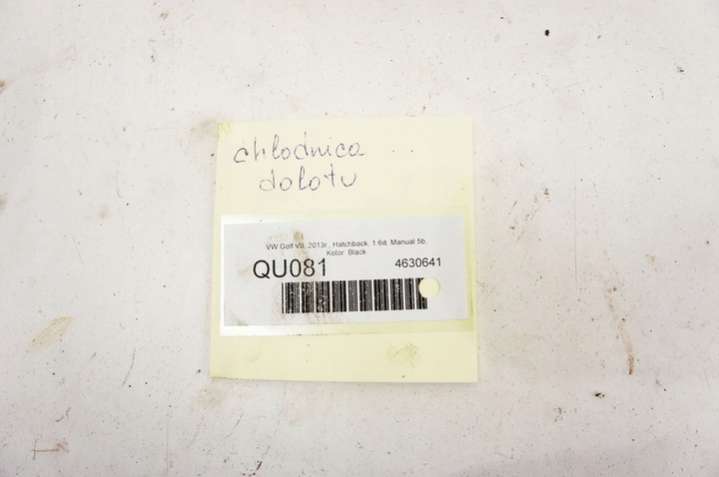 chłodnica ...
dolotu
VW Golf VII, 2013r., Hatchback, 1.6d, Manual 5b,
Kolor: Black
QU081
4630641